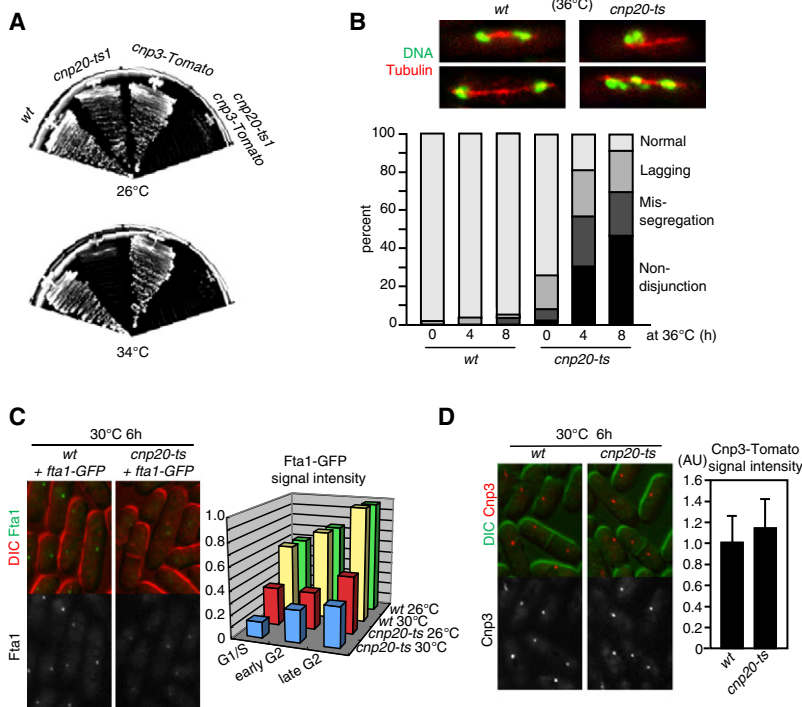 A
wt
cnp20-ts1
cnp3-Tomato
cnp20-ts1
cnp3-Tomato
26°C
34°C
B
(36°C)
wt
cnp20-ts
DNA
Tubulin
percent
100
80
60
40
20
0
Normal
Lagging
Mis-
segregation
Non-
disjunction
0 4 8 0 4 8 at 36°C (h)
wt
cnp20-ts
C
30°C 6h
wt
+ fta1-GFP
cnp20-ts
+ fta1-GFP
DIC Fta1
Fta1
Fta1-GFP
signal intensity
1.0
0.8
0.6
0.4
0.2
0
G1/S
early G2
late G2
wt 26°C
wt 30°C
cnp20-ts 26°C
cnp20-ts 30°C
D
30°C 6h
wt
cnp20-ts
DIC Cnp3
Cnp3
Cnp3-Tomato
(AU) signal intensity
1.6
1.4
1.2
1.0
0.8
0.6
0.4
0.2
0
wt
cnp20-ts